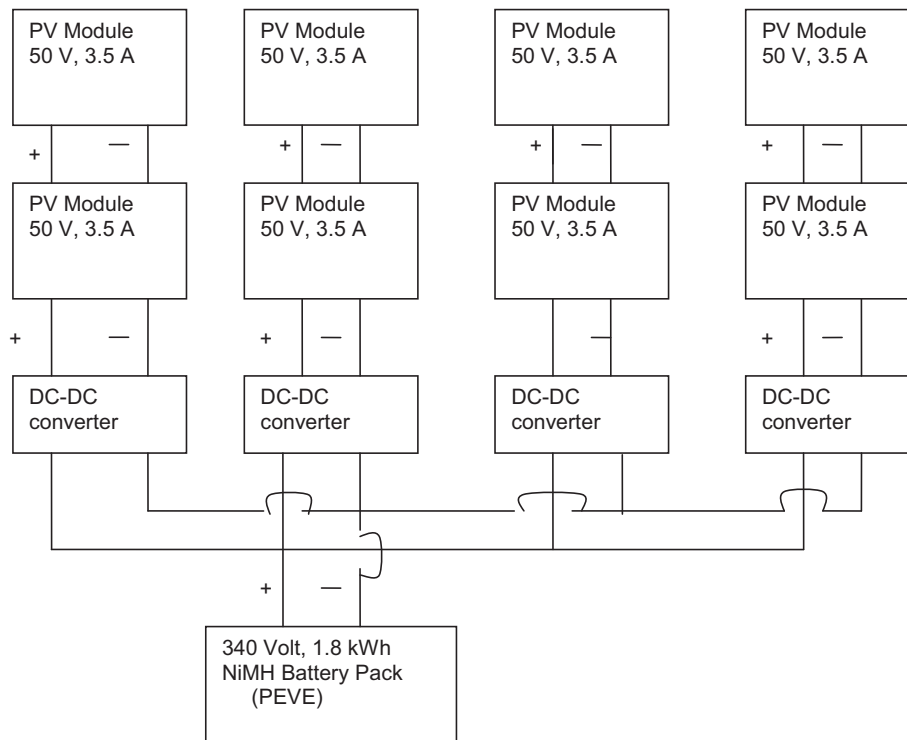 PV Module
50 V, 3.5 A
PV Module
50 V, 3.5 A
PV Module
50 V, 3.5 A
PV Module
50 V, 3.5 A
+ — + — + — + —
PV Module
50 V, 3.5 A
PV Module
50 V, 3.5 A
PV Module
50 V, 3.5 A
PV Module
50 V, 3.5 A
+ — + — — + —
DC-DC
converter
DC-DC
converter
DC-DC
converter
DC-DC
converter
+ —
340 Volt, 1.8 kWh
NiMH Battery Pack
(PEVE)